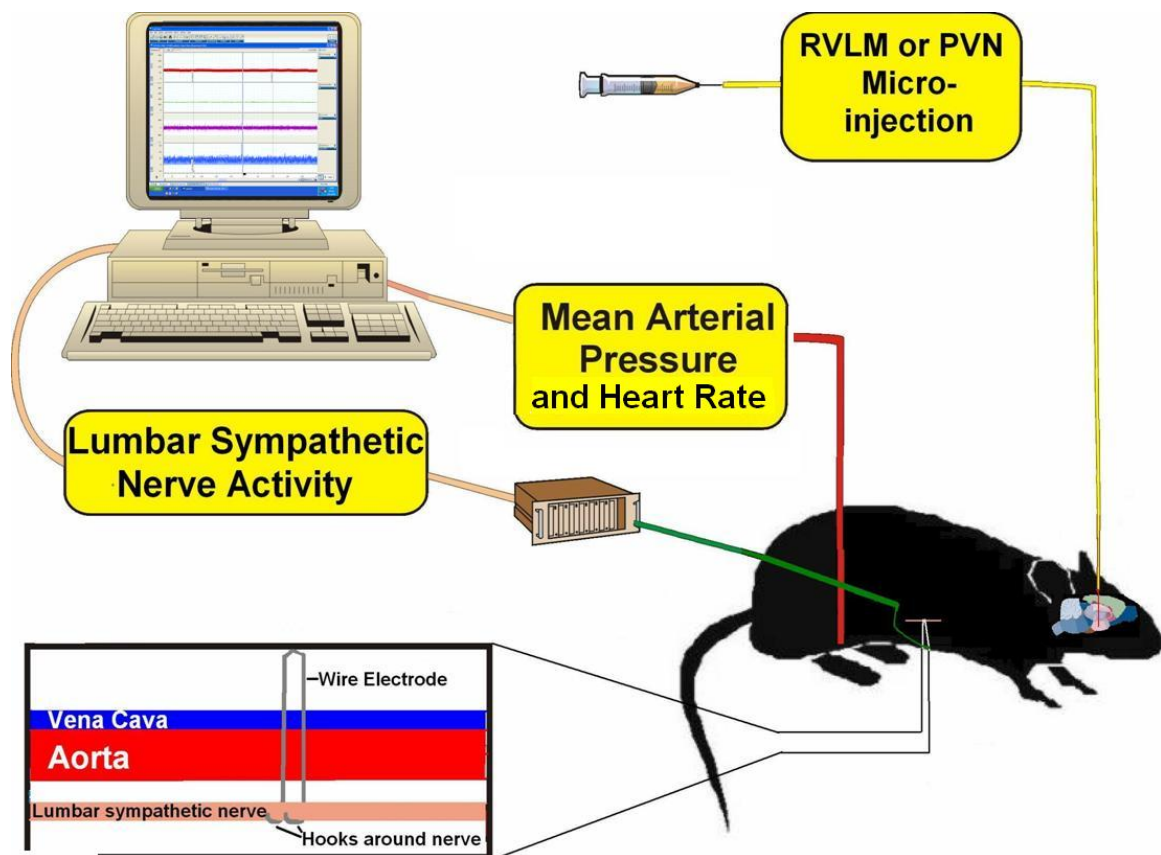 RVLM or PVN
Micro-
injection
Mean Arterial
Pressure
and Heart Rate
Lumbar Sympathetic
Nerve Activity
Wire Electrode
Vena Cava
Aorta
Lumbar sympathetic nerve
Hooks around nerve